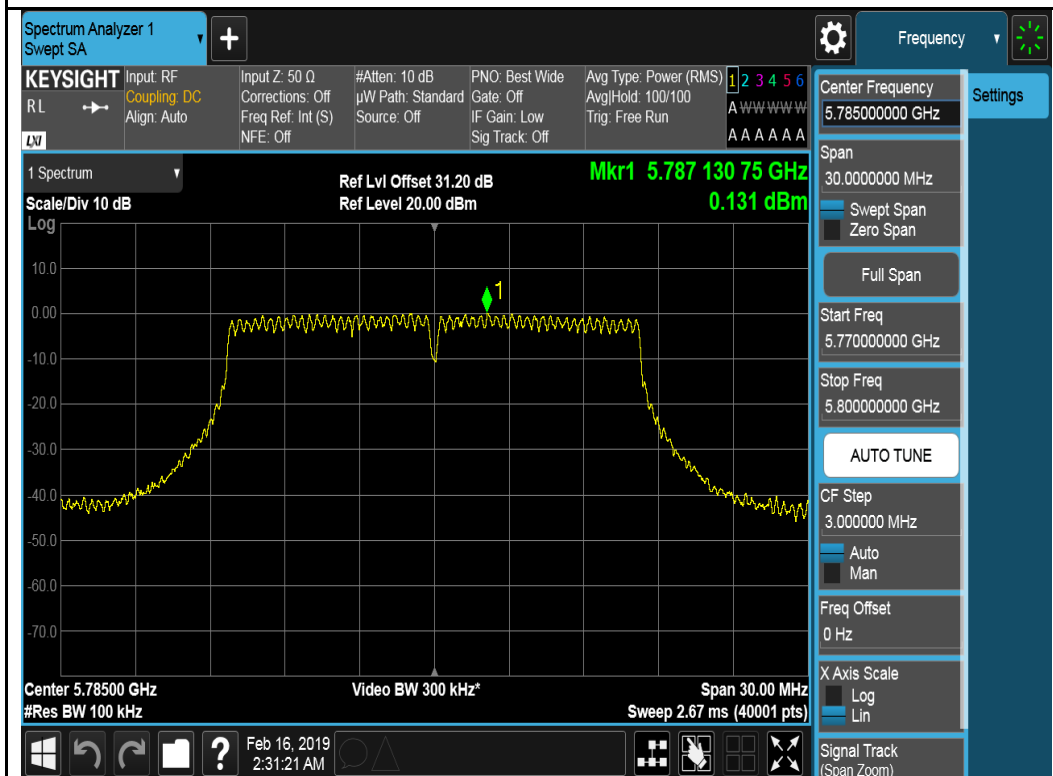 Spectrum Analyzer 1
Swept SA
+
Frequency
KEYSIGHT
RL
LXI
Input: RF
Coupling: DC
Align: Auto
Input Z: 50 Ω
Corrections: Off
Freq Ref: Int (S)
NFE: Off
#Atten: 10 dB
µW Path: Standard
Source: Off
PNO: Best Wide
Gate: Off
IF Gain: Low
Sig Track: Off
Avg Type: Power (RMS)
Avg|Hold: 100/100
Trig: Free Run
1 2 3 4 5 6
A W W W W W
A A A A A A
1 Spectrum
Scale/Div 10 dB
Ref Lvl Offset 31.20 dB
Ref Level 20.00 dBm
Mkr1 5.787 130 75 GHz
0.131 dBm
Log
10.0
0.00
-10.0
-20.0
-30.0
-40.0
-50.0
-60.0
-70.0
1
Center 5.78500 GHz
#Res BW 100 kHz
Video BW 300 kHz*
Span 30.00 MHz
Sweep 2.67 ms (40001 pts)
?
Feb 16, 2019
2:31:21 AM
Center Frequency
5.785000000 GHz
Settings
Span
30.0000000 MHz
Swept Span
Zero Span
Full Span
Start Freq
5.770000000 GHz
Stop Freq
5.800000000 GHz
AUTO TUNE
CF Step
3.000000 MHz
Auto
Man
Freq Offset
0 Hz
X Axis Scale
Log
Lin
Signal Track
(Span Zoom)